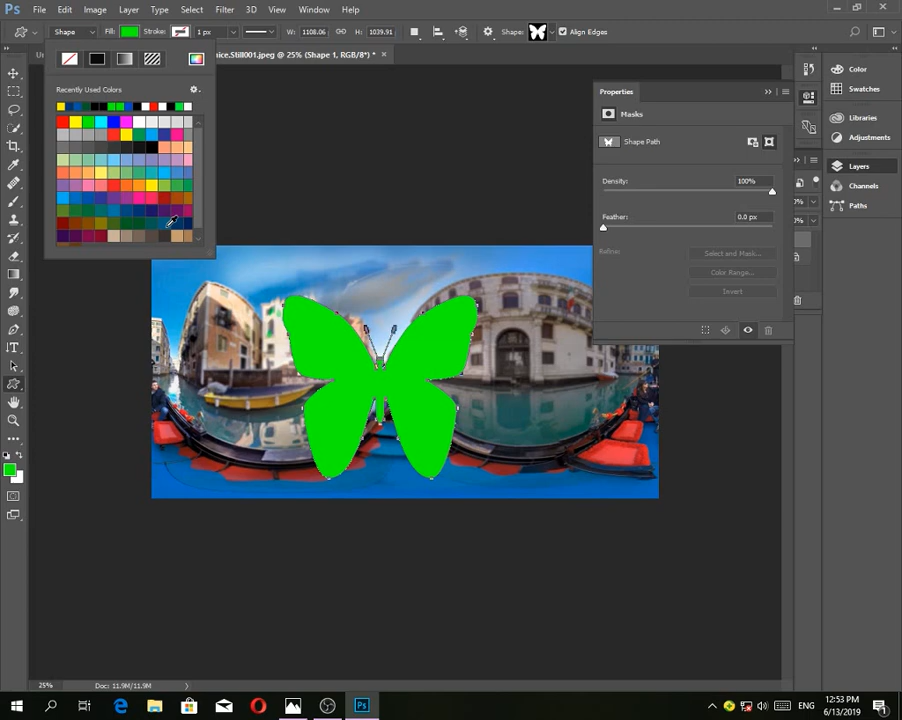 Ps File Edit Image Layer Type Select Filter 3D View Window Help
Shape Fill: Stroke: 1 px W: 1108.06 H: 1039.91 Shape: Align Edges
ice.Still001.jpeg @ 25% (Shape 1, RGB/8*) *
Recently Used Colors
Properties
Masks
Shape Path
Density: 100%
Feather: 0.0 px
Refine:
Select and Mask...
Color Range...
Invert
Color
Swatches
Libraries
Adjustments
Layers
Channels
Paths
25% Doc: 11.9M/11.9M
Ps ENG 12:53 PM
6/13/2019